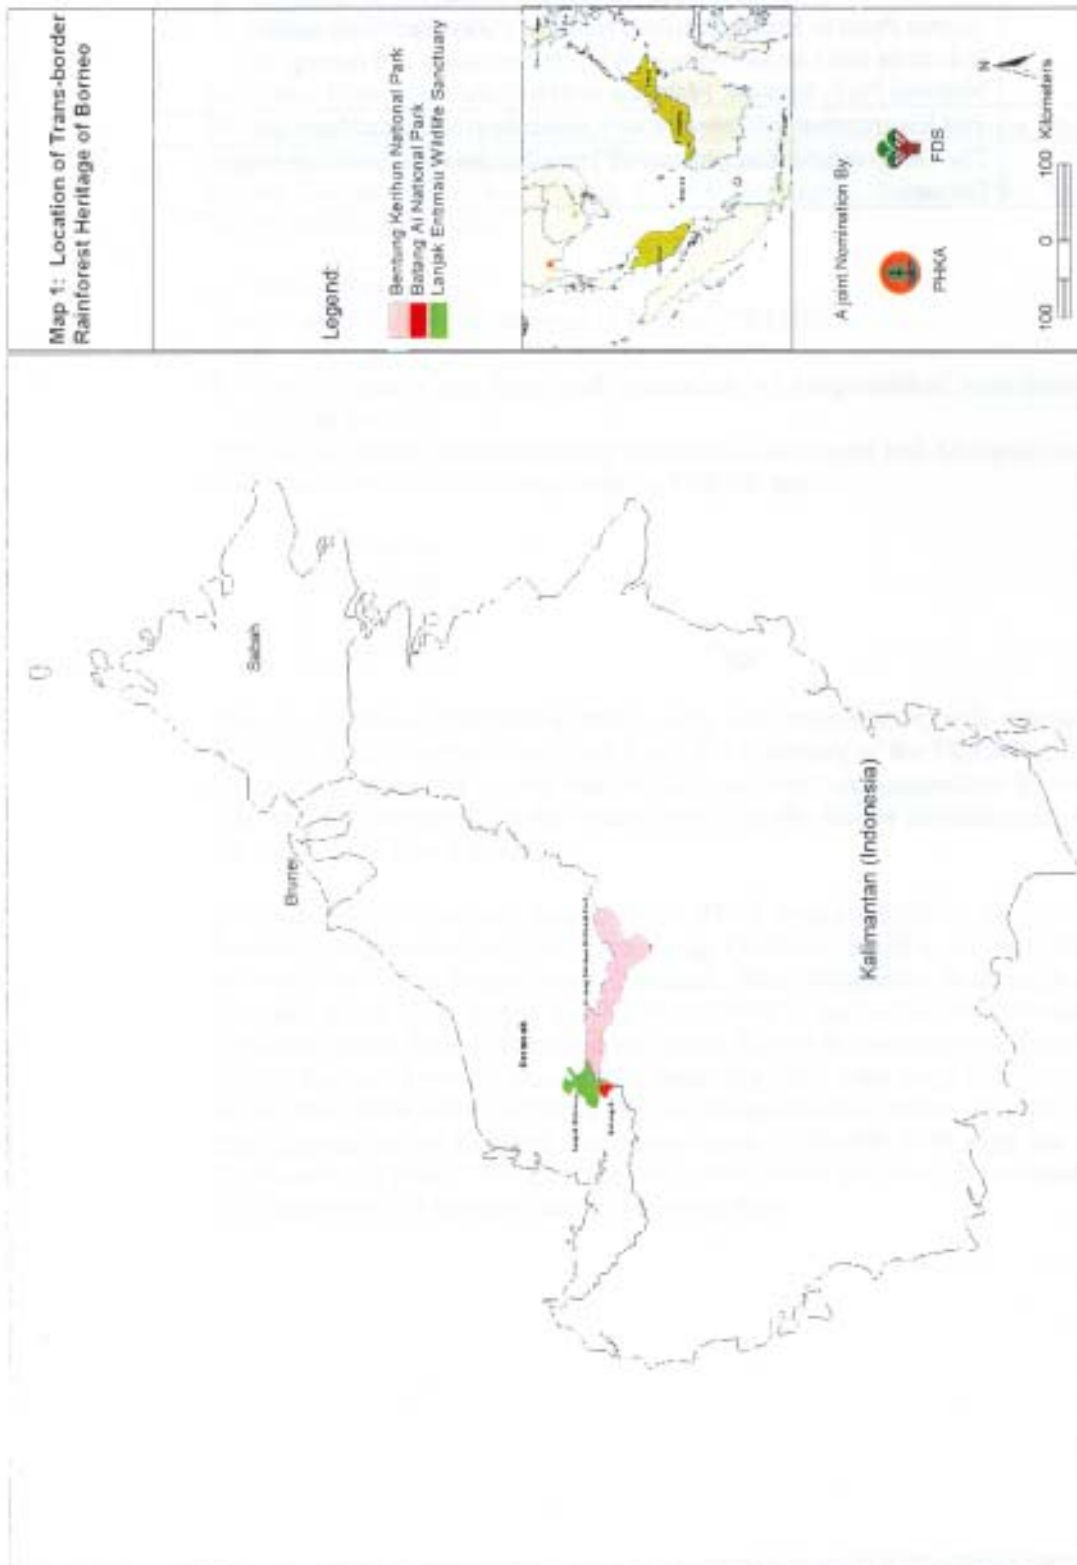 Map 1: Location of Trans-border
Rainforest Heritage of Borneo
Legend:
Bentung Kerihun National Park
Batang Ai National Park
Lanjak Entimau Wildlife Sanctuary
A joint Nomination By:
PHKA
FDS
N
100 0 100 Kilometers
Sabah
Brunei
Sarawak
Kalimantan (Indonesia)